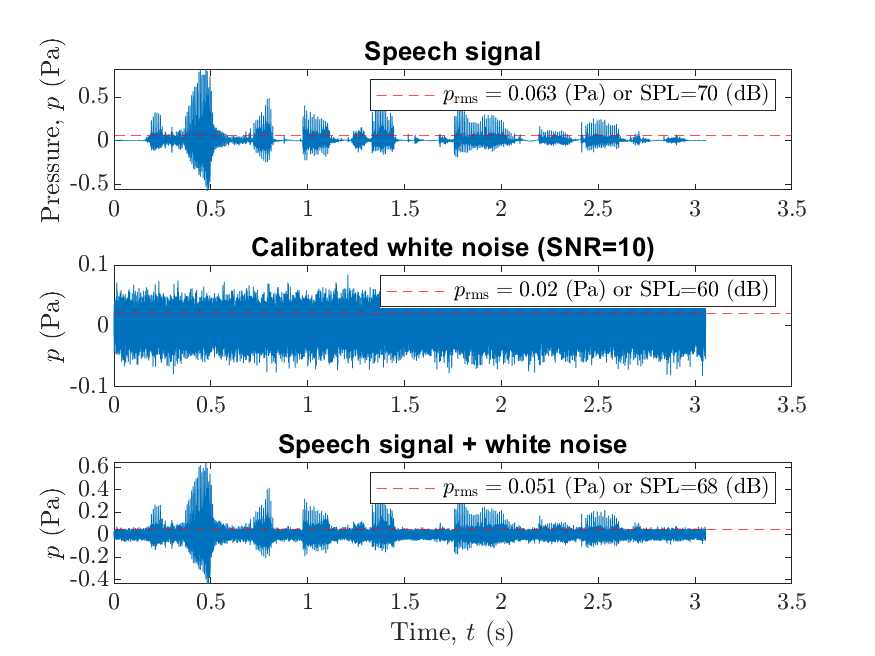 Speech signal
Pressure, p (Pa)
0.5
0
-0.5
p_rms = 0.063 (Pa) or SPL=70 (dB)
0 0.5 1 1.5 2 2.5 3 3.5
Calibrated white noise (SNR=10)
p (Pa)
0.1
0
-0.1
p_rms = 0.02 (Pa) or SPL=60 (dB)
0 0.5 1 1.5 2 2.5 3 3.5
Speech signal + white noise
p (Pa)
0.6
0.4
0.2
0
-0.2
-0.4
p_rms = 0.051 (Pa) or SPL=68 (dB)
0 0.5 1 1.5 2 2.5 3 3.5
Time, t (s)